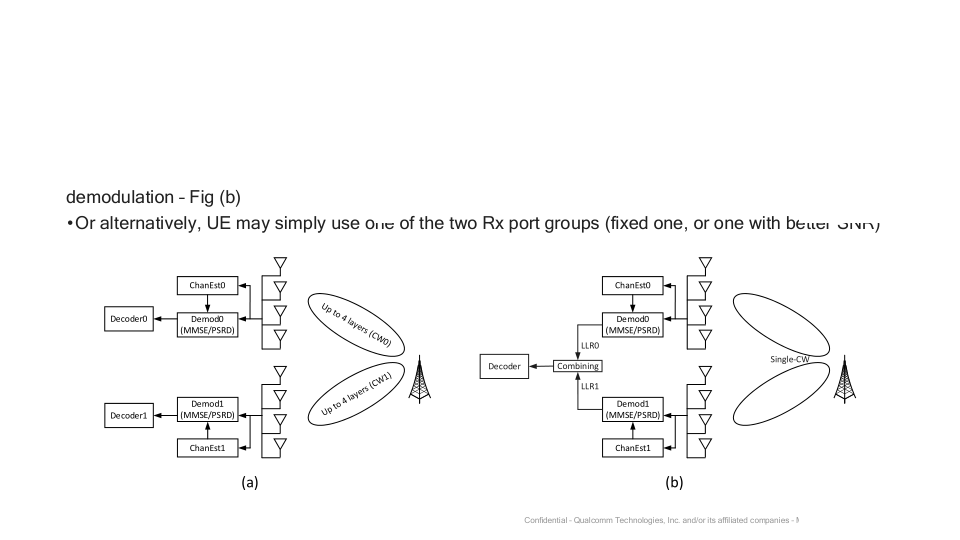 demodulation – Fig (b)
•Or alternatively, UE may simply use one of the two Rx port groups (fixed one, or one with better SNR)
ChanEst0
Decoder0
Demod0
(MMSE/PSRD)
Up to 4 layers (CW0)
Demod1
(MMSE/PSRD)
Decoder1
ChanEst1
Up to 4 layers (CW1)
(a)
ChanEst0
Demod0
(MMSE/PSRD)
LLR0
Decoder
Combining
LLR1
Demod1
(MMSE/PSRD)
ChanEst1
Single-CW
(b)
Confidential – Qualcomm Technologies, Inc. and/or its affiliated companies –